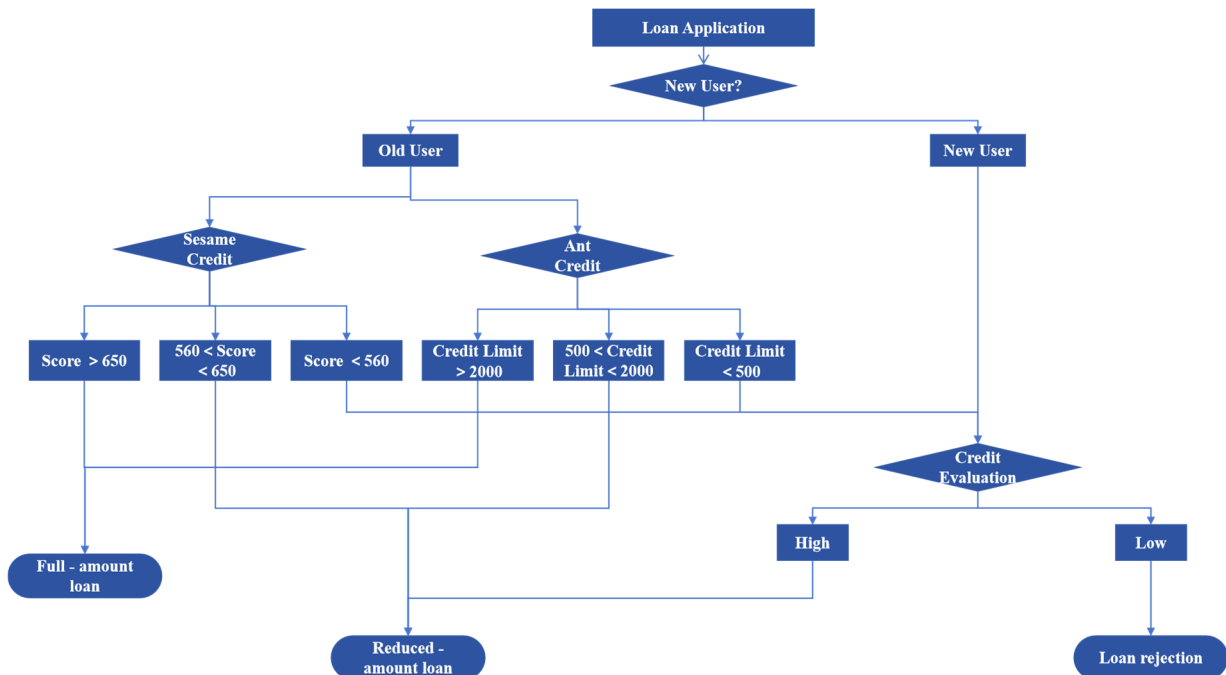 Loan Application
New User?
Old User
New User
Sesame
Credit
Ant
Credit
Score > 650
560 < Score
< 650
Score < 560
Credit Limit
> 2000
500 < Credit
Limit < 2000
Credit Limit
< 500
Credit
Evaluation
High
Low
Full - amount
loan
Reduced -
amount loan
Loan rejection